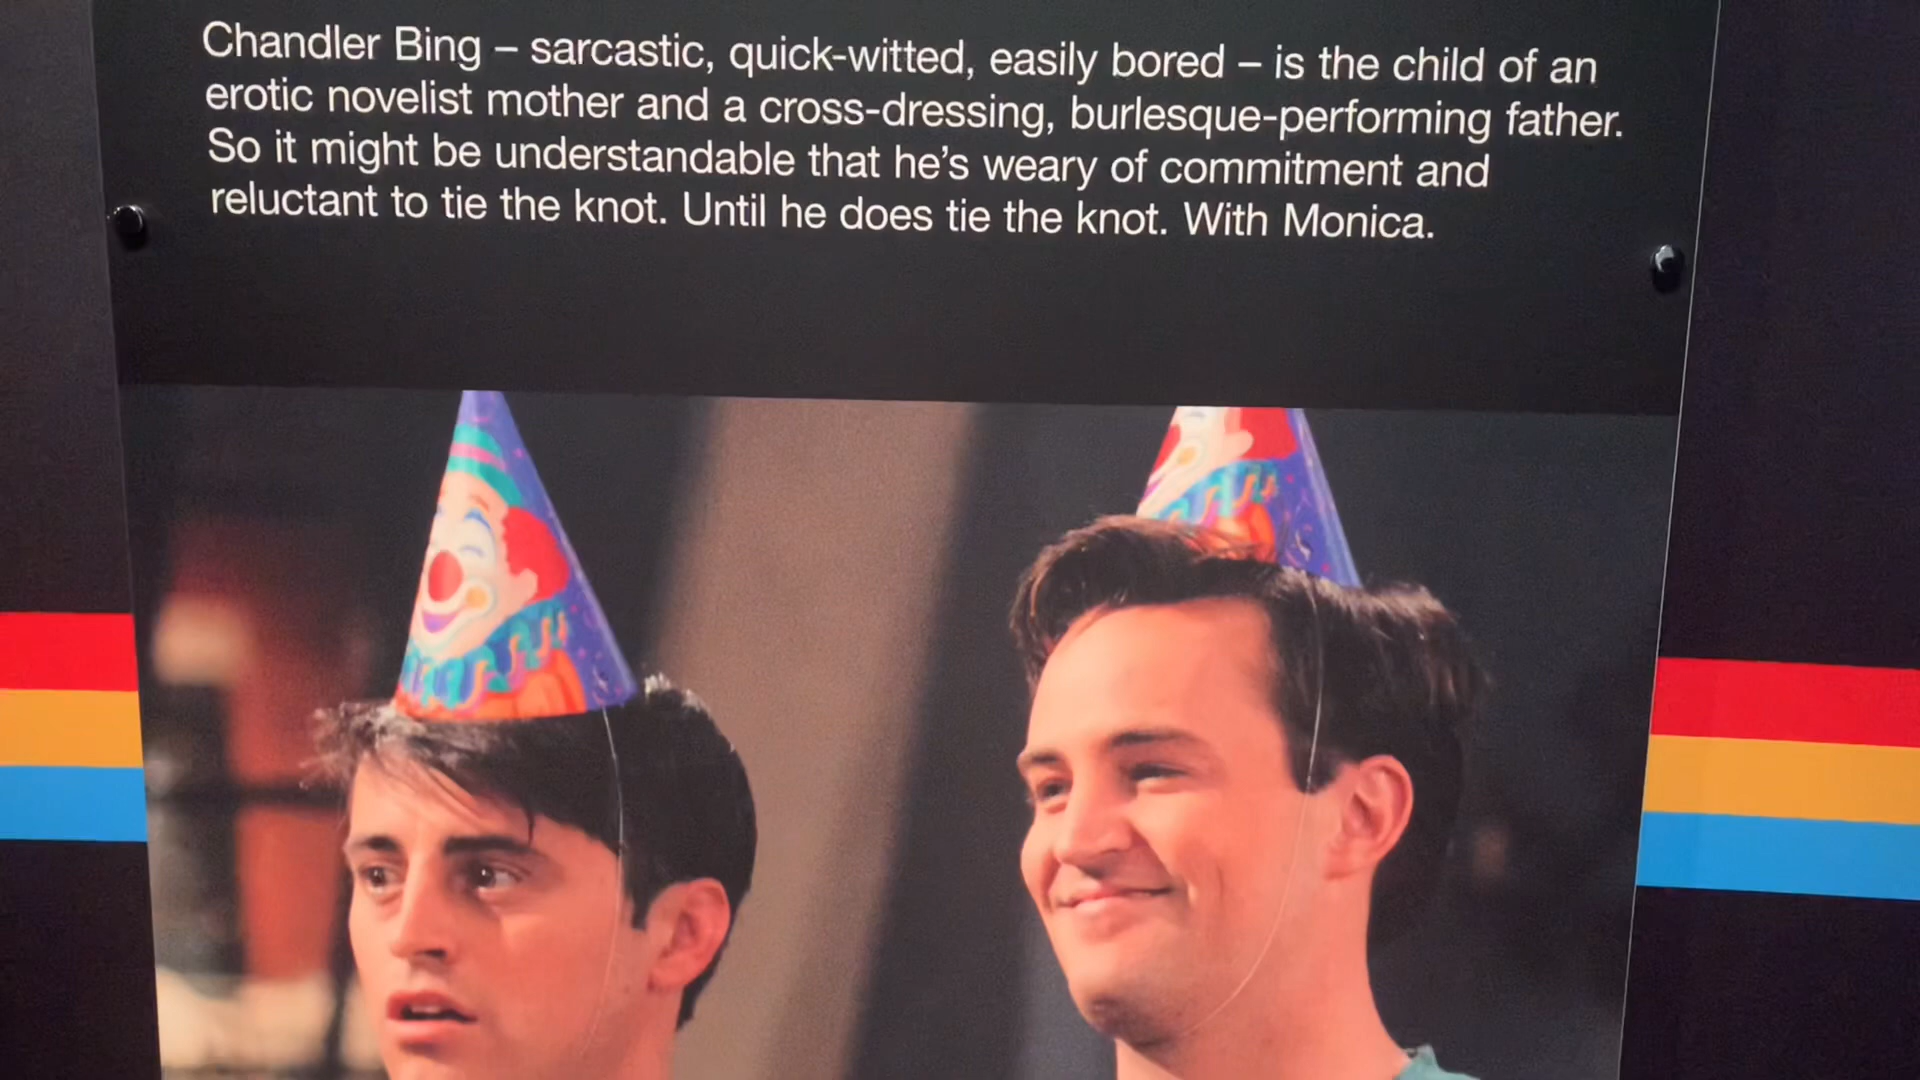 Chandler Bing – sarcastic, quick-witted, easily bored – is the child of an
erotic novelist mother and a cross-dressing, burlesque-performing father.
So it might be understandable that he's weary of commitment and
reluctant to tie the knot. Until he does tie the knot. With Monica.